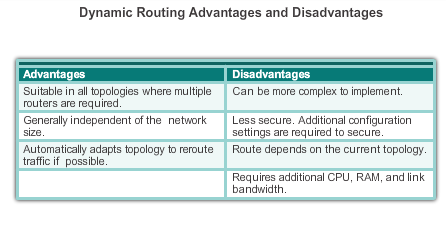 Dynamic Routing Advantages and Disadvantages
Advantages
Disadvantages
Suitable in all topologies where multiple
routers are required.
Can be more complex to implement.
Generally independent of the network
size.
Less secure. Additional configuration
settings are required to secure.
Automatically adapts topology to reroute
traffic if possible.
Route depends on the current topology.
Requires additional CPU, RAM, and link
bandwidth.